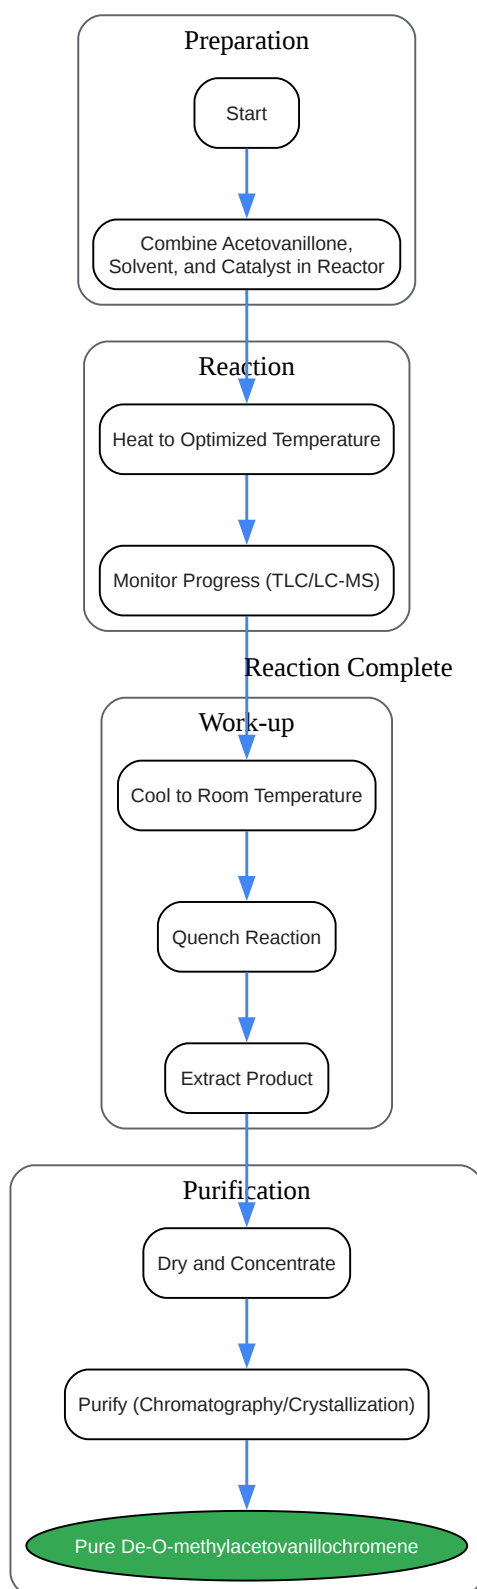 Preparation
Start
Combine Acetovanillone,
Solvent, and Catalyst in Reactor
Reaction
Heat to Optimized Temperature
Monitor Progress (TLC/LC-MS)
Reaction Complete
Work-up
Cool to Room Temperature
Quench Reaction
Extract Product
Purification
Dry and Concentrate
Purify (Chromatography/Crystallization)
Pure De-O-methylacetovanillochromene